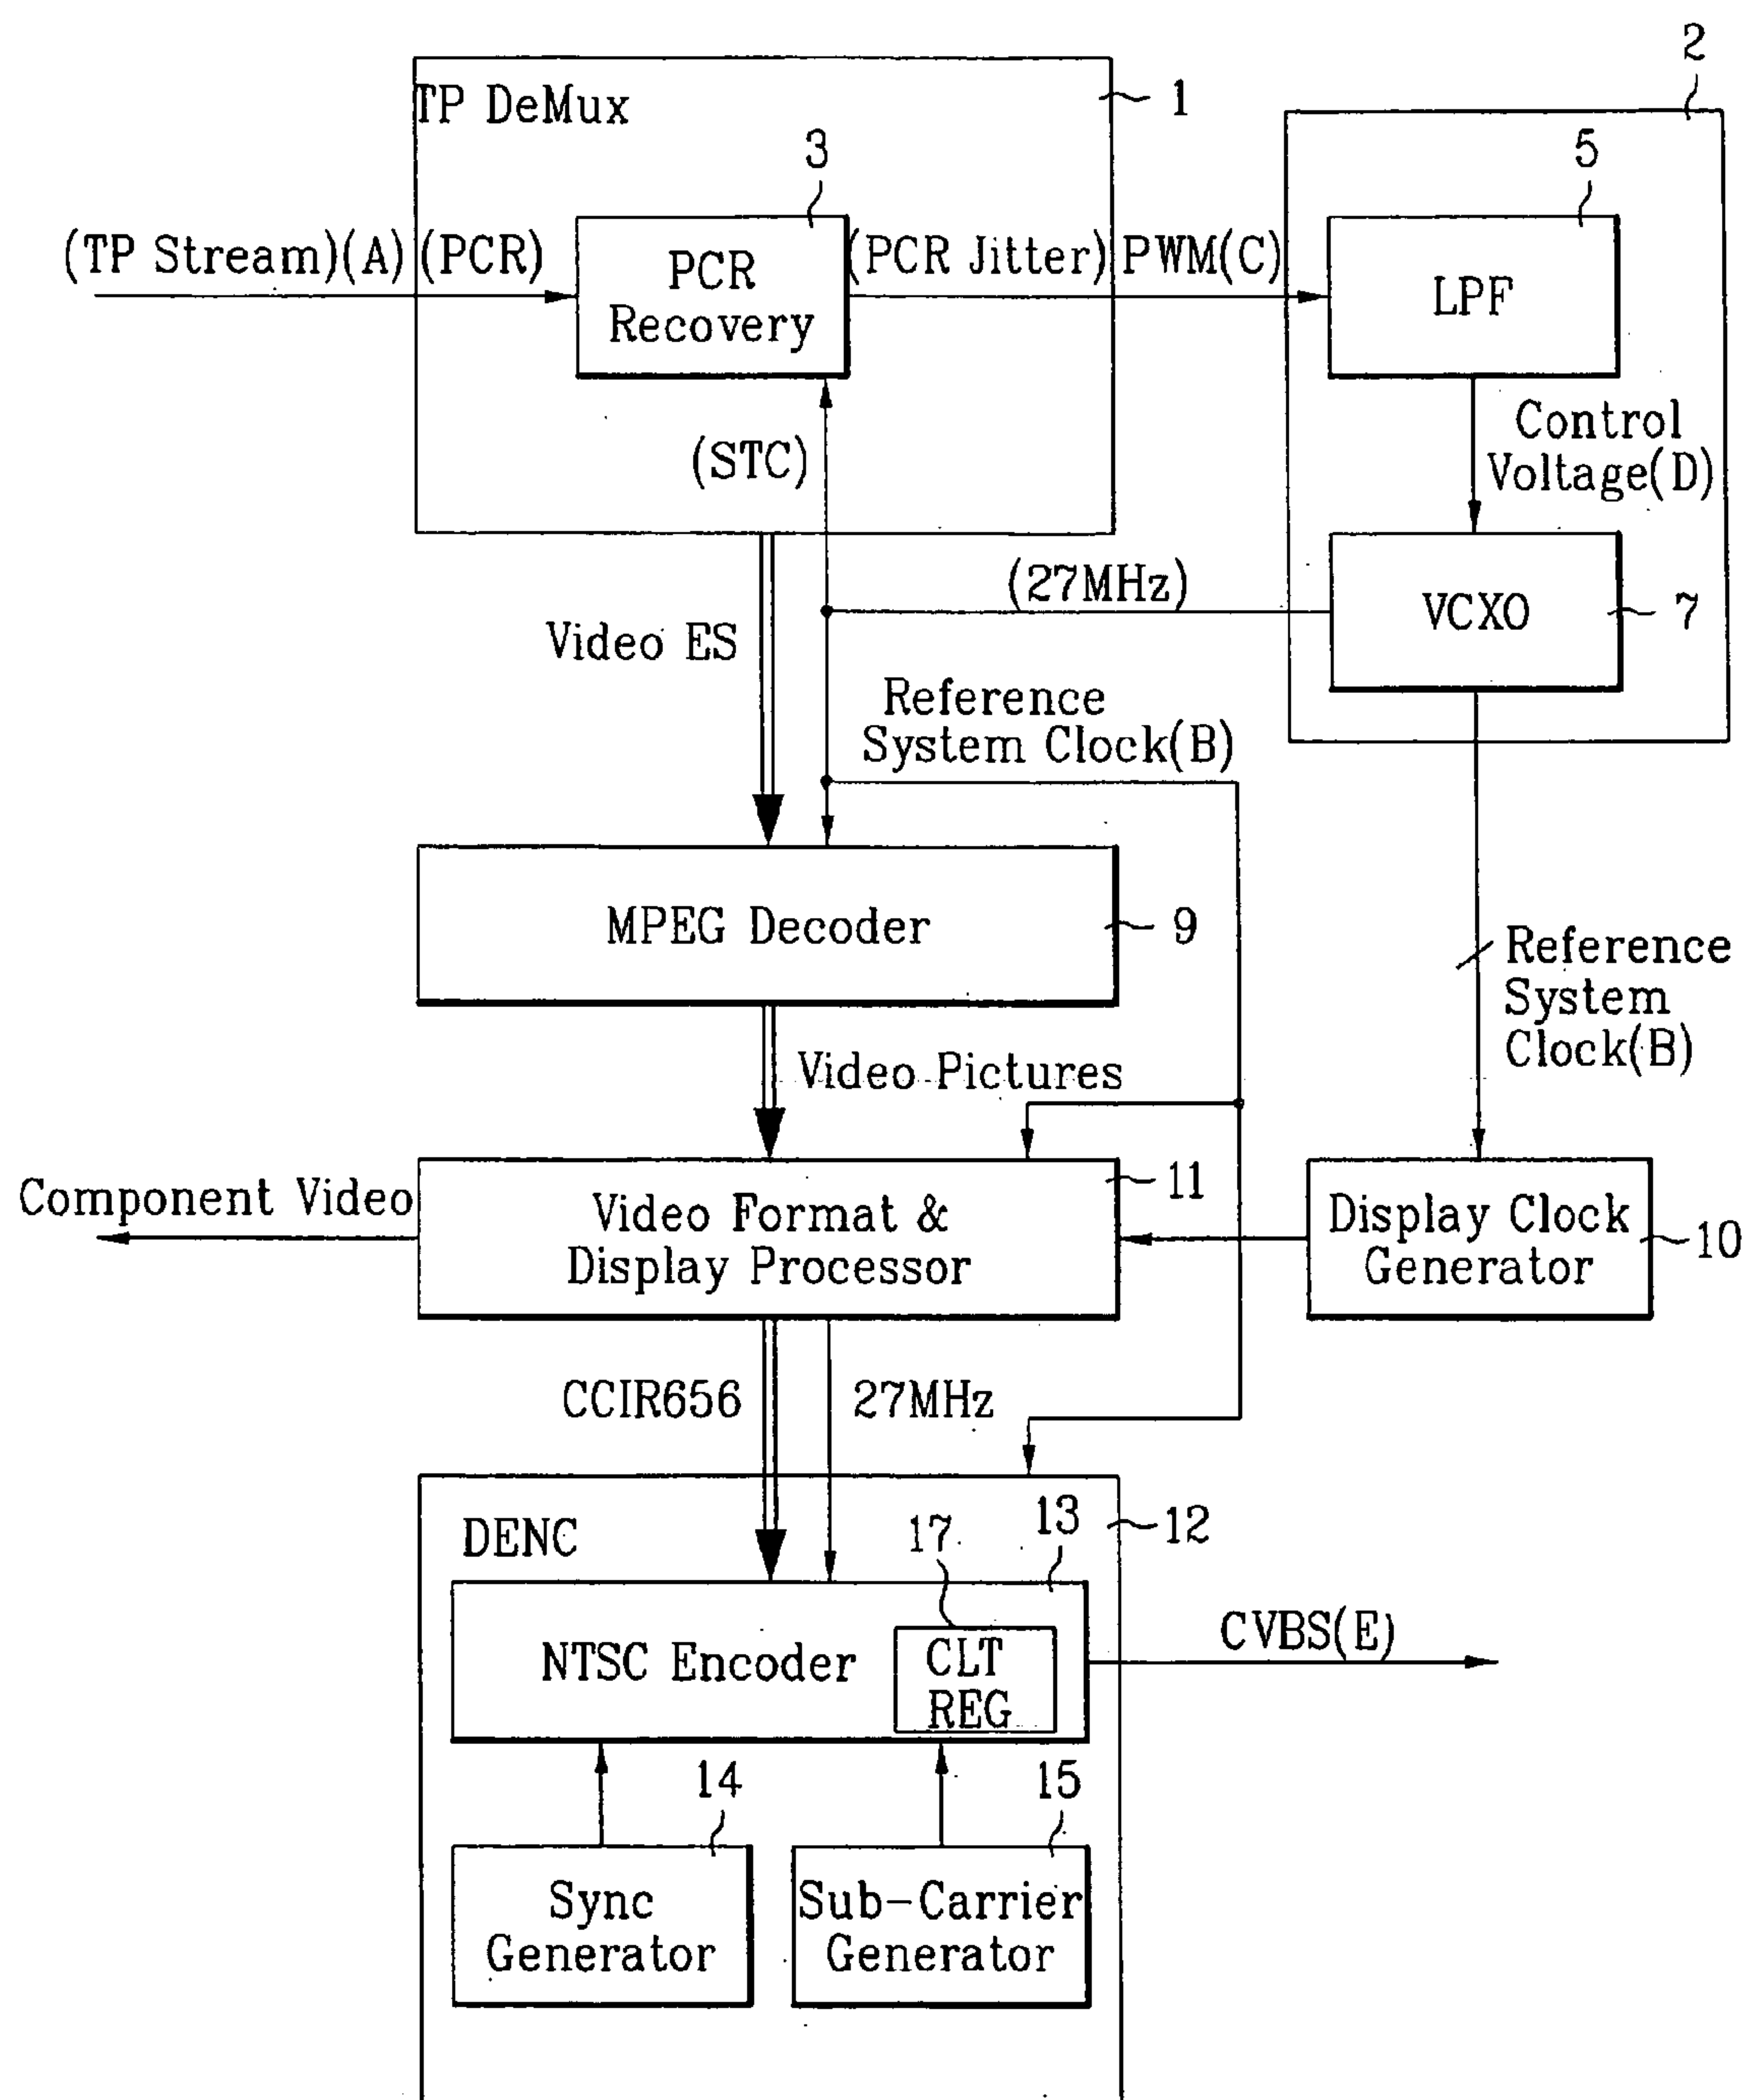 2
TP DeMux
1
3
5
(TP Stream)(A) (PCR)
PCR
Recovery
(PCR Jitter) PWM(C)
LPF
(STC)
Control
Voltage(D)
(27MHz)
VCXO
7
Video ES
Reference
System Clock(B)
MPEG Decoder
9
Reference
System
Clock(B)
Video Pictures
Component Video
Video Format &
Display Processor
11
Display Clock
Generator
10
CCIR656
27MHz
DENC
17
13
12
NTSC Encoder
CLT
REG
CVBS(E)
14
15
Sync
Generator
Sub-Carrier
Generator